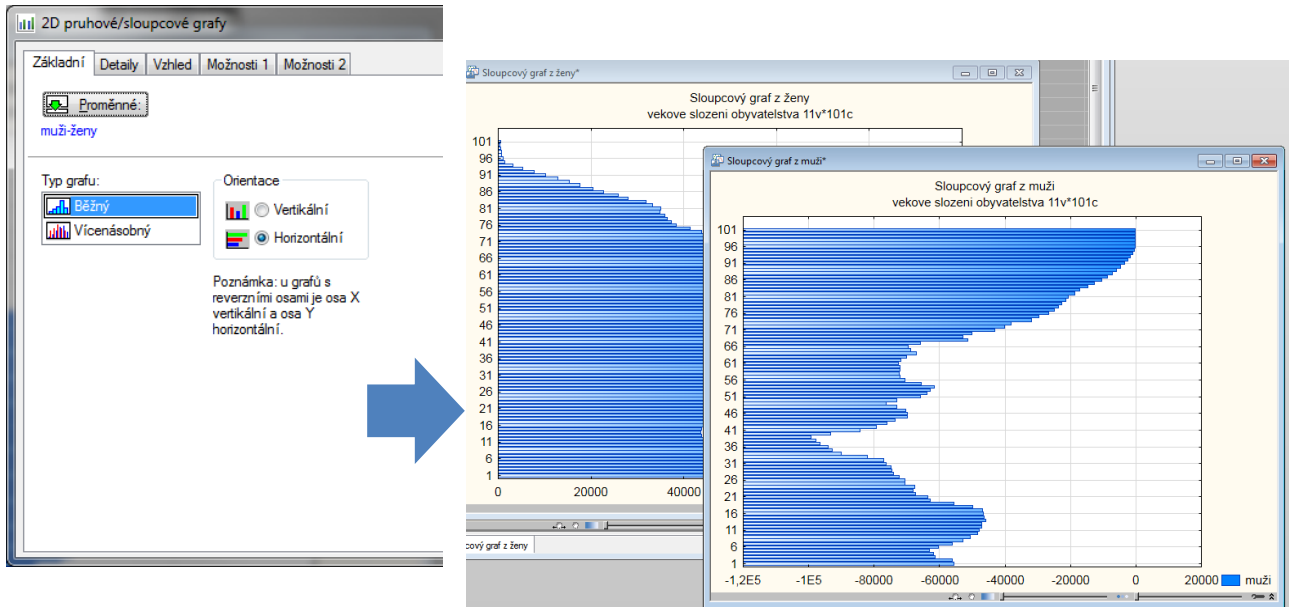 2D pruhové/sloupcové grafy
Základní
Detaily
Vzhled
Možnosti 1
Možnosti 2
Proměnné:
muži-ženy
Typ grafu:
Běžný
Vícenásobný
Orientace
Vertikální
Horizontální
Poznámka: u grafů s
reverzními osami je osa X
vertikální a osa Y
horizontální.
Sloupcový graf z ženy*
Sloupcový graf z ženy
vekove slozeni obyvatelstva 11v*101c
101
96
91
86
81
76
71
66
61
56
51
46
41
36
31
26
21
16
11
6
1
0 20000 40000
cový graf z ženy
Sloupcový graf z muži*
Sloupcový graf z muži
vekove slozeni obyvatelstva 11v*101c
101
96
91
86
81
76
71
66
61
56
51
46
41
36
31
26
21
16
11
6
1
-1,2E5 -1E5 -80000 -60000 -40000 -20000 0 20000
muži